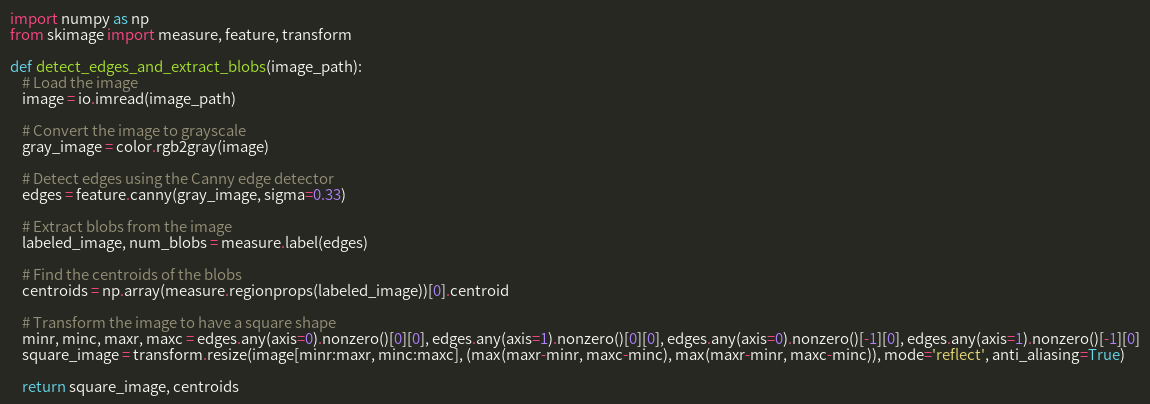 import numpy as np
from skimage import measure, feature, transform
def detect_edges_and_extract_blobs(image_path):
# Load the image
image = io.imread(image_path)
# Convert the image to grayscale
gray_image = color.rgb2gray(image)
# Detect edges using the Canny edge detector
edges = feature.canny(gray_image, sigma=0.33)
# Extract blobs from the image
labeled_image, num_blobs = measure.label(edges)
# Find the centroids of the blobs
centroids = np.array(measure.regionprops(labeled_image))[0].centroid
# Transform the image to have a square shape
minr, minc, maxr, maxc = edges.any(axis=0).nonzero()[0][0], edges.any(axis=1).nonzero()[0][0], edges.any(axis=0).nonzero()[-1][0], edges.any(axis=1).nonzero()[-1][0]
square_image = transform.resize(image[minr:maxr, minc:maxc], (max(maxr-minr, maxc-minc), max(maxr-minr, maxc-minc)), mode='reflect', anti_aliasing=True)
return square_image, centroids